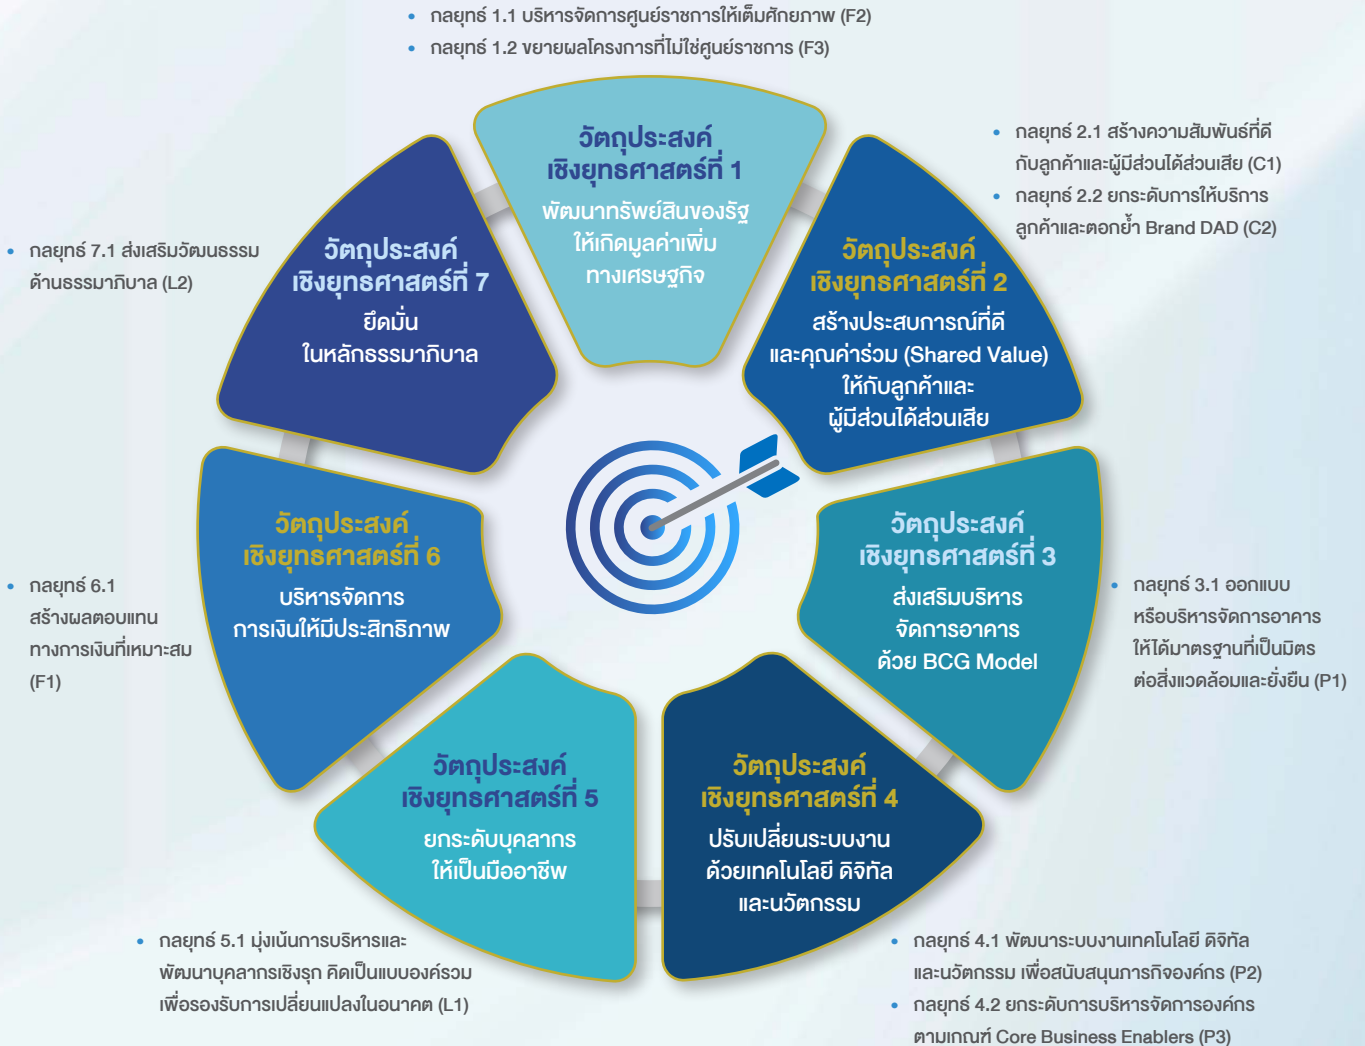 • กลยุทธ์ 1.1 บริหารจัดการศูนย์ราชการให้เต็มศักยภาพ (F2)
• กลยุทธ์ 1.2 ขยายผลโครงการที่ไม่ใช่ศูนย์ราชการ (F3)
วัตถุประสงค์
เชิงยุทธศาสตร์ที่ 1
พัฒนาทรัพย์สินของรัฐ
ให้เกิดมูลค่าเพิ่ม
ทางเศรษฐกิจ
• กลยุทธ์ 2.1 สร้างความสัมพันธ์ที่ดี
กับลูกค้าและผู้มีส่วนได้ส่วนเสีย (C1)
• กลยุทธ์ 2.2 ยกระดับการให้บริการ
ลูกค้าและตอกย้ำ Brand DAD (C2)
วัตถุประสงค์
เชิงยุทธศาสตร์ที่ 2
สร้างประสบการณ์ที่ดี
และคุณค่าร่วม (Shared Value)
ให้กับลูกค้าและ
ผู้มีส่วนได้ส่วนเสีย
วัตถุประสงค์
เชิงยุทธศาสตร์ที่ 3
ส่งเสริมบริหาร
จัดการอาคาร
ด้วย BCG Model
• กลยุทธ์ 3.1 ออกแบบ
หรือบริหารจัดการอาคาร
ให้ได้มาตรฐานที่เป็นมิตร
ต่อสิ่งแวดล้อมและยั่งยืน (P1)
วัตถุประสงค์
เชิงยุทธศาสตร์ที่ 4
ปรับเปลี่ยนระบบงาน
ด้วยเทคโนโลยี ดิจิทัล
และนวัตกรรม
• กลยุทธ์ 4.1 พัฒนาระบบงานเทคโนโลยี ดิจิทัล
และนวัตกรรม เพื่อสนับสนุนภารกิจองค์กร (P2)
• กลยุทธ์ 4.2 ยกระดับการบริหารจัดการองค์กร
ตามเกณฑ์ Core Business Enablers (P3)
วัตถุประสงค์
เชิงยุทธศาสตร์ที่ 5
ยกระดับบุคลากร
ให้เป็นมืออาชีพ
• กลยุทธ์ 5.1 มุ่งเน้นการบริหารและ
พัฒนาบุคลากรเชิงรุก คิดเป็นแบบองค์รวม
เพื่อรองรับการเปลี่ยนแปลงในอนาคต (L1)
วัตถุประสงค์
เชิงยุทธศาสตร์ที่ 6
บริหารจัดการ
การเงินให้มีประสิทธิภาพ
• กลยุทธ์ 6.1
สร้างผลตอบแทน
ทางการเงินที่เหมาะสม
(F1)
วัตถุประสงค์
เชิงยุทธศาสตร์ที่ 7
ยึดมั่น
ในหลักธรรมาภิบาล
• กลยุทธ์ 7.1 ส่งเสริมวัฒนธรรม
ด้านธรรมาภิบาล (L2)